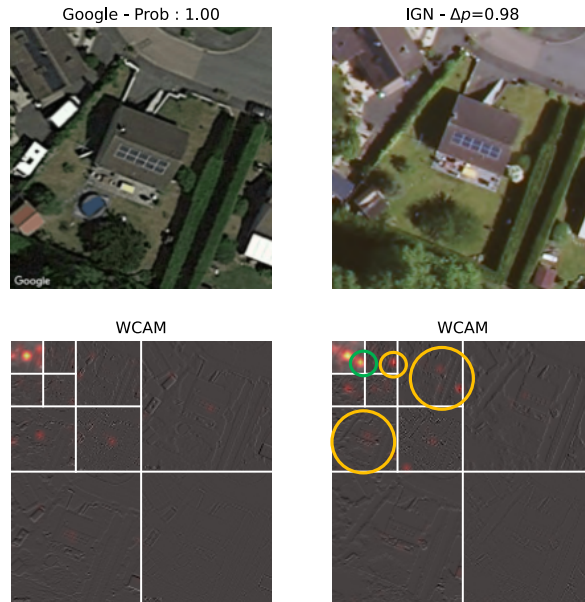 Google - Prob : 1.00
IGN - Δp=0.98
Google
WCAM
WCAM